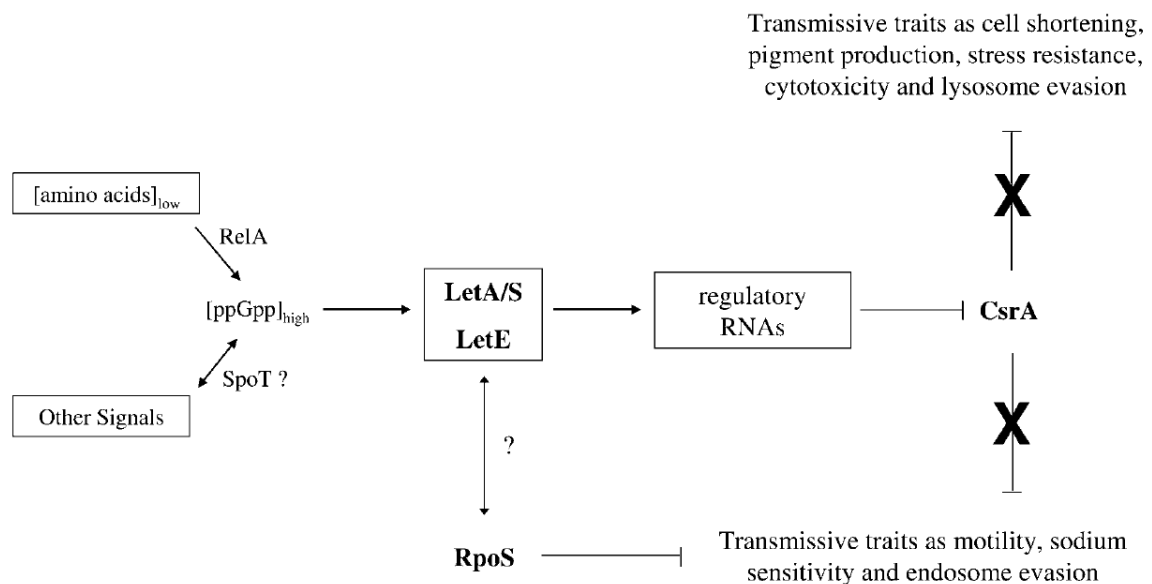 Transmissive traits as cell shortening,
pigment production, stress resistance,
cytotoxicity and lysosome evasion
X
[amino acids]low
RelA
[ppGpp]high
LetA/S
LetE
regulatory
RNAs
CsrA
SpoT ?
Other Signals
X
?
RpoS
Transmissive traits as motility, sodium
sensitivity and endosome evasion